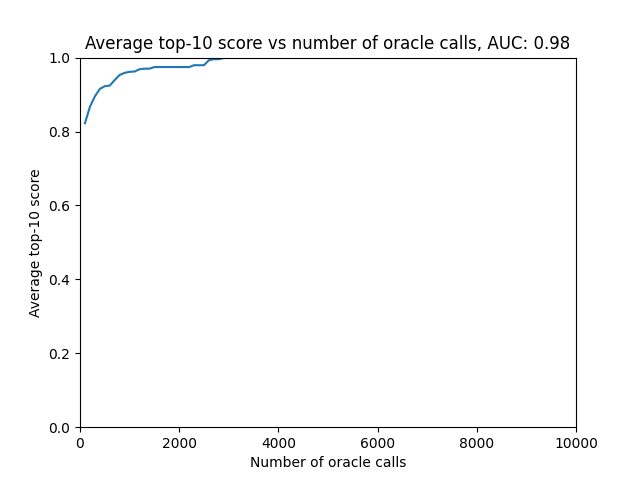 Average top-10 score vs number of oracle calls, AUC: 0.98
1.0
0.8
0.6
0.4
0.2
0.0
Average top-10 score
0 2000 4000 6000 8000 10000
Number of oracle calls